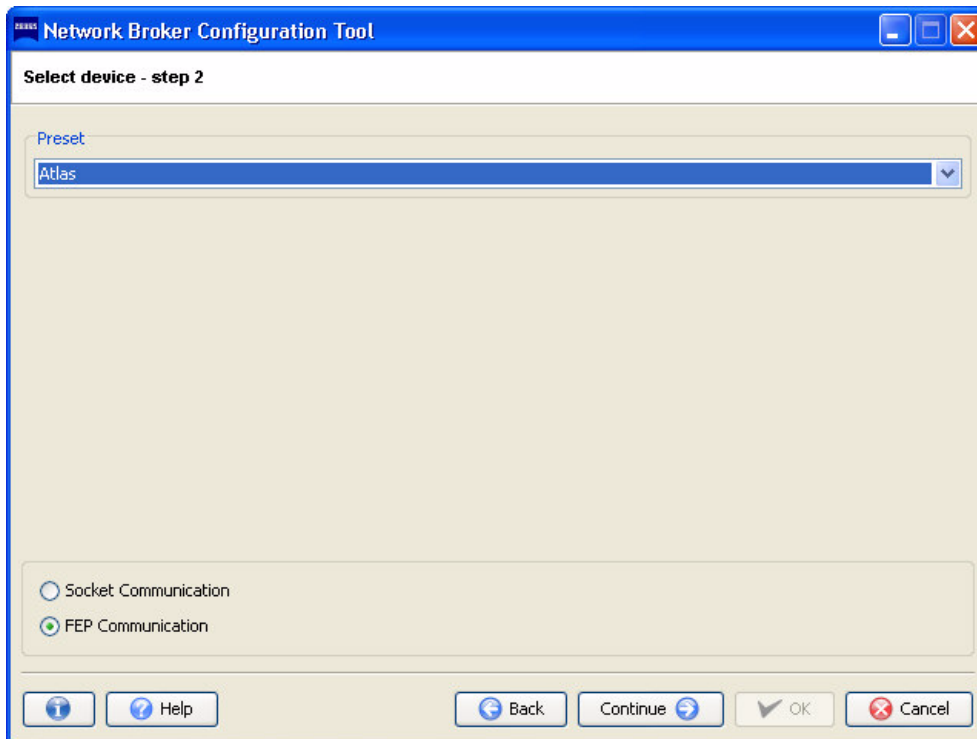 ZEISS Network Broker Configuration Tool
Select device - step 2
Preset
Atlas
Socket Communication
FEP Communication
Help Back Continue OK Cancel